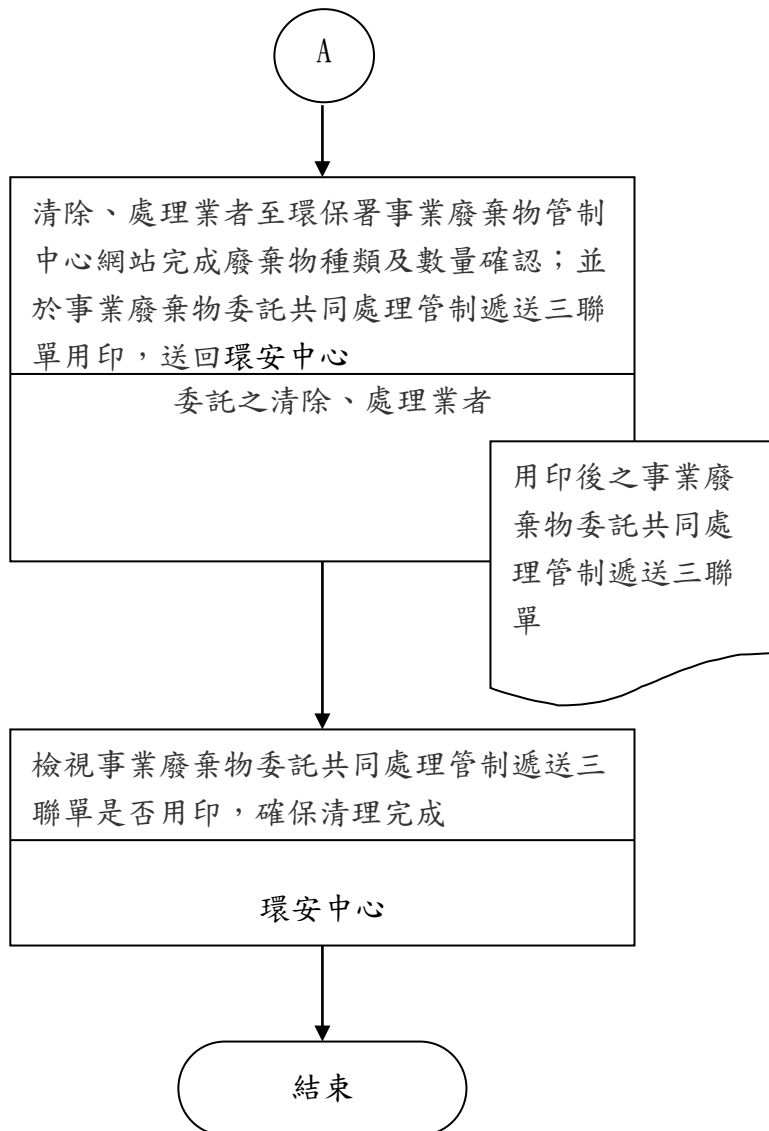 A
清除、處理業者至環保署事業廢棄物管制
中心網站完成廢棄物種類及數量確認；並
於事業廢棄物委託共同處理管制遞送三聯
單用印，送回環安中心
委託之清除、處理業者
用印後之事業廢
棄物委託共同處
理管制遞送三聯
單
檢視事業廢棄物委託共同處理管制遞送三
聯單是否用印，確保清理完成
環安中心
結束